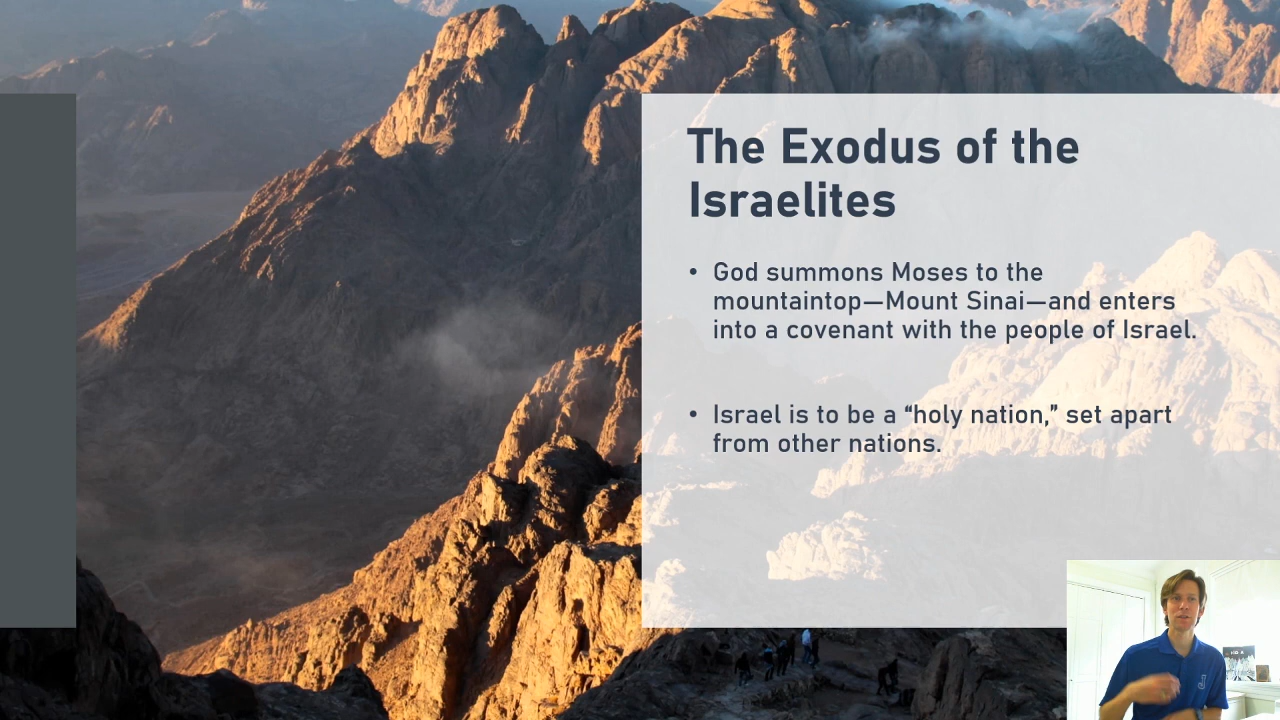 The Exodus of the
Israelites
• God summons Moses to the
mountaintop—Mount Sinai—and enters
into a covenant with the people of Israel.
• Israel is to be a “holy nation,” set apart
from other nations.
J